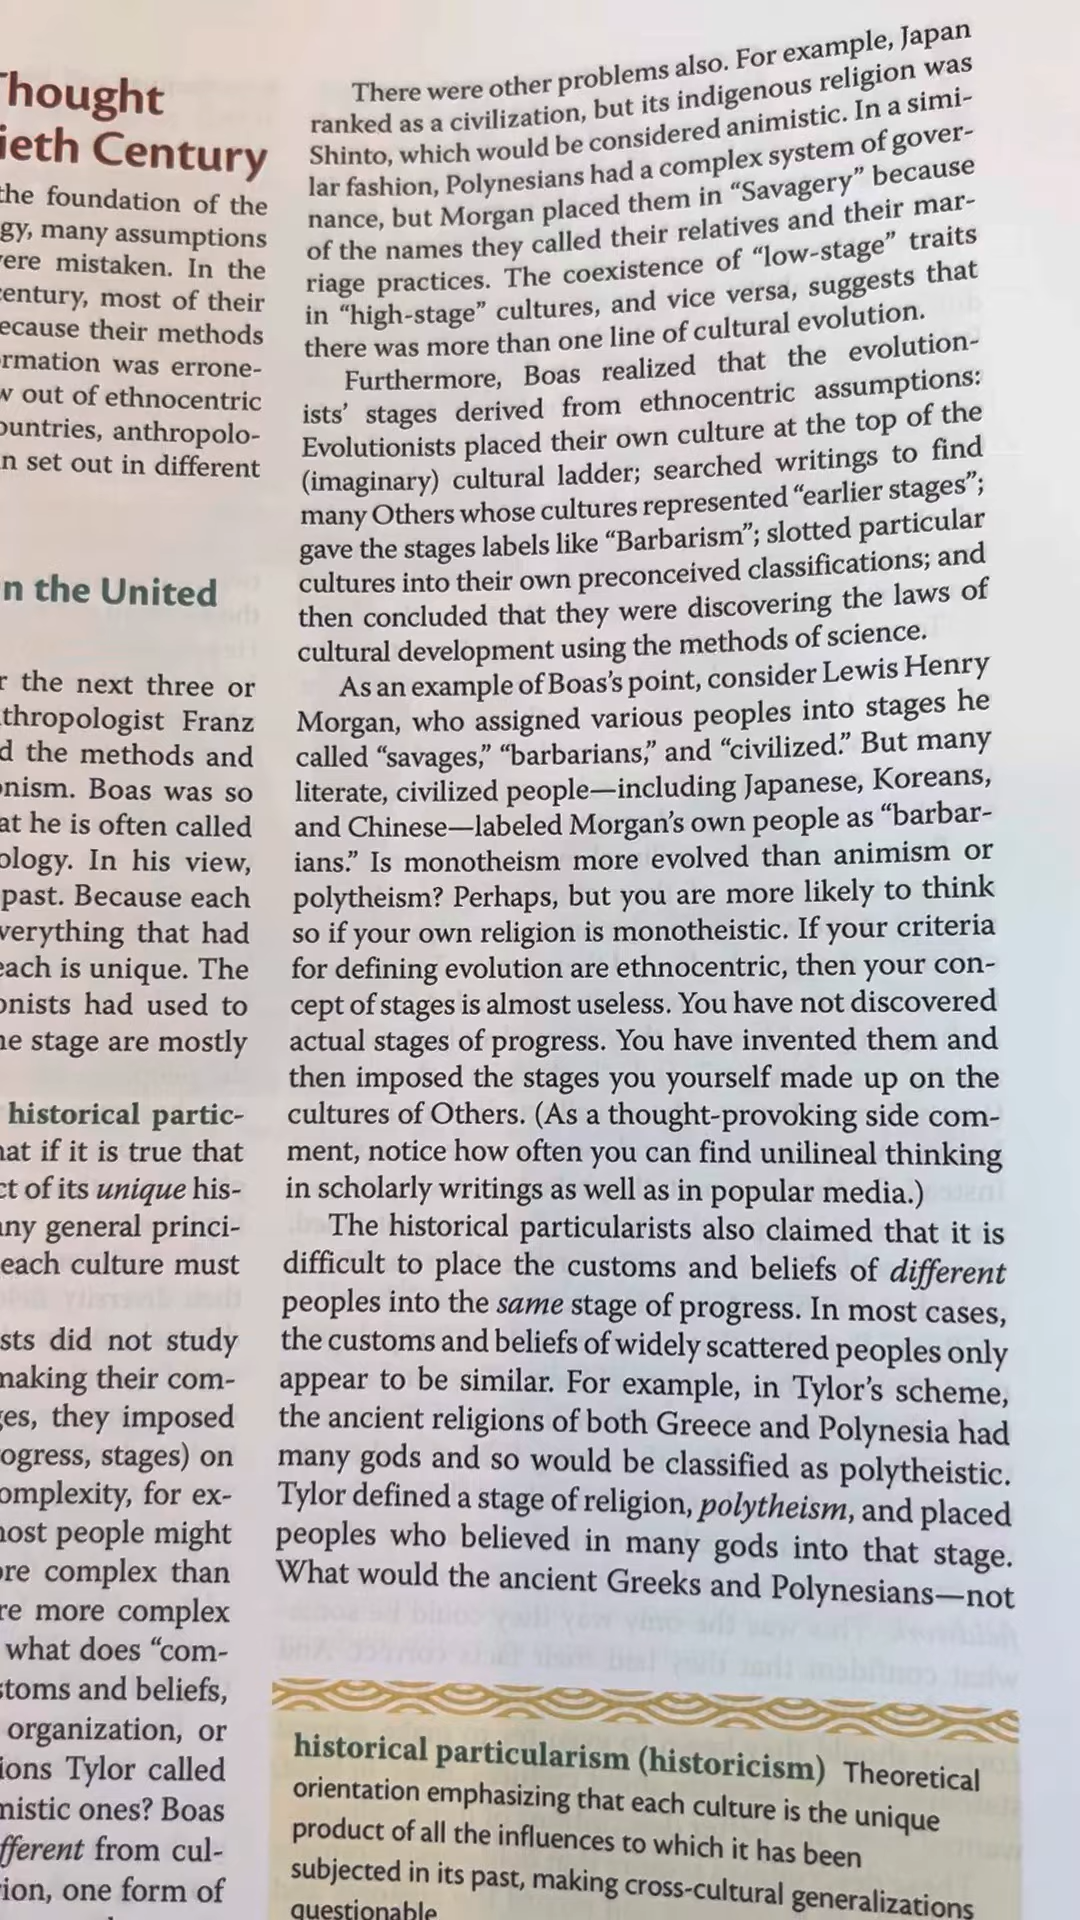 Thought
ieth Century
the foundation of the
gy, many assumptions
were mistaken. In the
century, most of their
ecause their methods
ormation was errone-
w out of ethnocentric
ountries, anthropolo-
n set out in different
n the United
r the next three or
thropologist Franz
d the methods and
onism. Boas was so
at he is often called
ology. In his view,
past. Because each
verything that had
each is unique. The
onists had used to
ne stage are mostly
historical partic-
hat if it is true that
ct of its unique his-
any general princi-
each culture must
sts did not study
making their com-
ges, they imposed
ogress, stages) on
omplexity, for ex-
most people might
ore complex than
re more complex
what does “com-
stoms and beliefs,
organization, or
ions Tylor called
mistic ones? Boas
fferent from cul-
ion, one form of
There were other problems also. For example, Japan
ranked as a civilization, but its indigenous religion was
Shinto, which would be considered animistic. In a simi-
lar fashion, Polynesians had a complex system of gover-
nance, but Morgan placed them in “Savagery” because
of the names they called their relatives and their mar-
riage practices. The coexistence of “low-stage” traits
in “high-stage” cultures, and vice versa, suggests that
there was more than one line of cultural evolution.
Furthermore, Boas realized that the evolution-
ists’ stages derived from ethnocentric assumptions:
Evolutionists placed their own culture at the top of the
(imaginary) cultural ladder; searched writings to find
many Others whose cultures represented “earlier stages”;
gave the stages labels like “Barbarism”; slotted particular
cultures into their own preconceived classifications; and
then concluded that they were discovering the laws of
cultural development using the methods of science.
As an example of Boas’s point, consider Lewis Henry
Morgan, who assigned various peoples into stages he
called “savages,” “barbarians,” and “civilized.” But many
literate, civilized people—including Japanese, Koreans,
and Chinese—labeled Morgan’s own people as “barbar-
ians.” Is monotheism more evolved than animism or
polytheism? Perhaps, but you are more likely to think
so if your own religion is monotheistic. If your criteria
for defining evolution are ethnocentric, then your con-
cept of stages is almost useless. You have not discovered
actual stages of progress. You have invented them and
then imposed the stages you yourself made up on the
cultures of Others. (As a thought-provoking side com-
ment, notice how often you can find unilineal thinking
in scholarly writings as well as in popular media.)
The historical particularists also claimed that it is
difficult to place the customs and beliefs of different
peoples into the same stage of progress. In most cases,
the customs and beliefs of widely scattered peoples only
appear to be similar. For example, in Tylor’s scheme,
the ancient religions of both Greece and Polynesia had
many gods and so would be classified as polytheistic.
Tylor defined a stage of religion, polytheism, and placed
peoples who believed in many gods into that stage.
What would the ancient Greeks and Polynesians—not
historical particularism (historicism) Theoretical
orientation emphasizing that each culture is the unique
product of all the influences to which it has been
subjected in its past, making cross-cultural generalizations
questionable